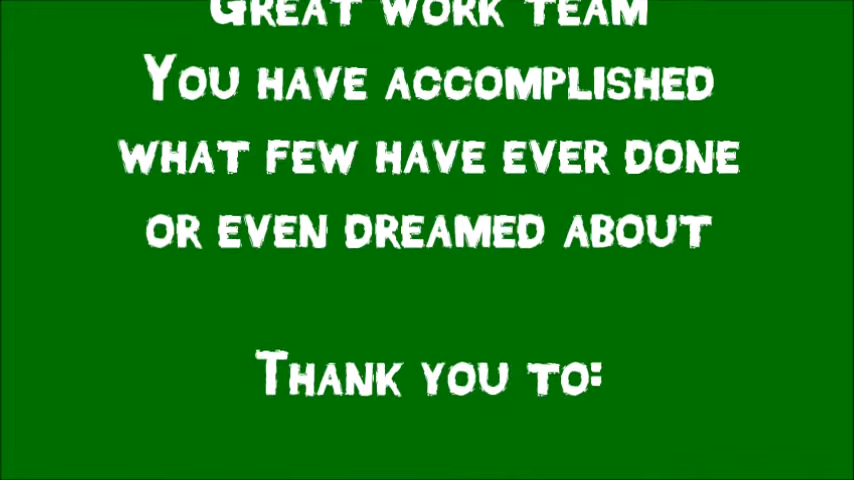 Great work team
You have accomplished
what few have ever done
or even dreamed about
Thank you to: